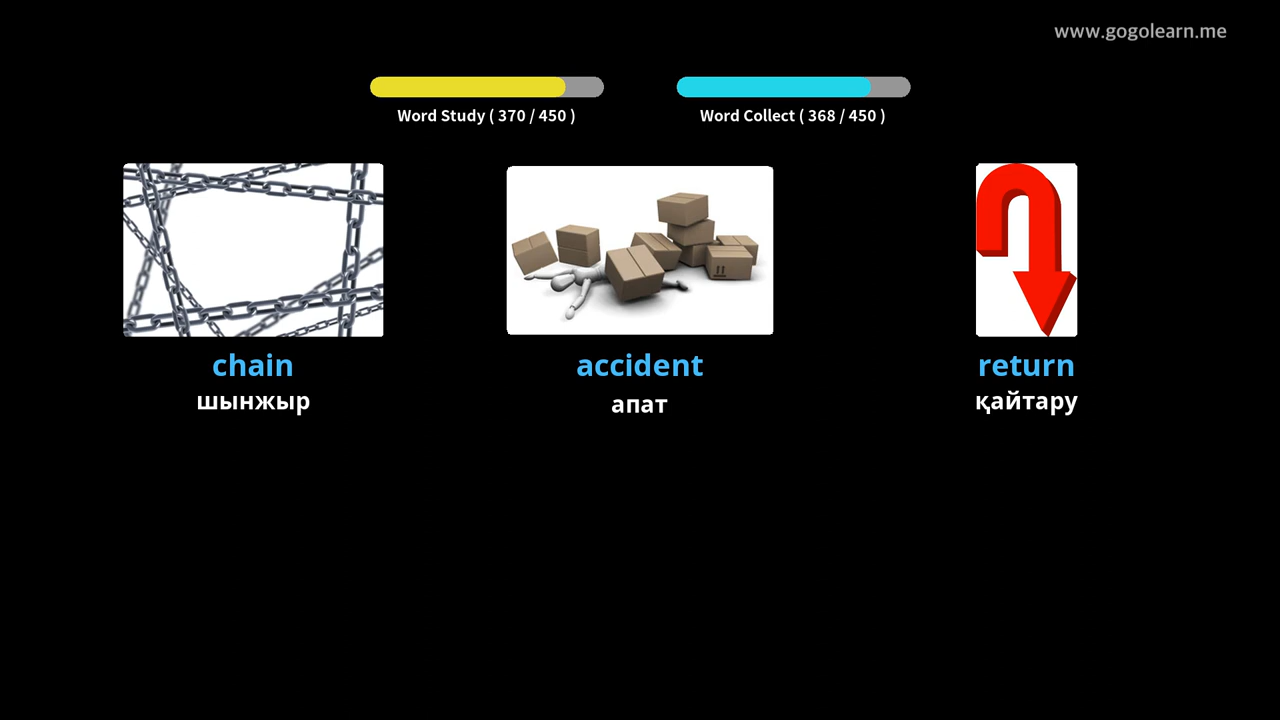 www.gogolearn.me
Word Study ( 370 / 450 )
Word Collect ( 368 / 450 )
chain
шынжыр
accident
апат
return
қайтару